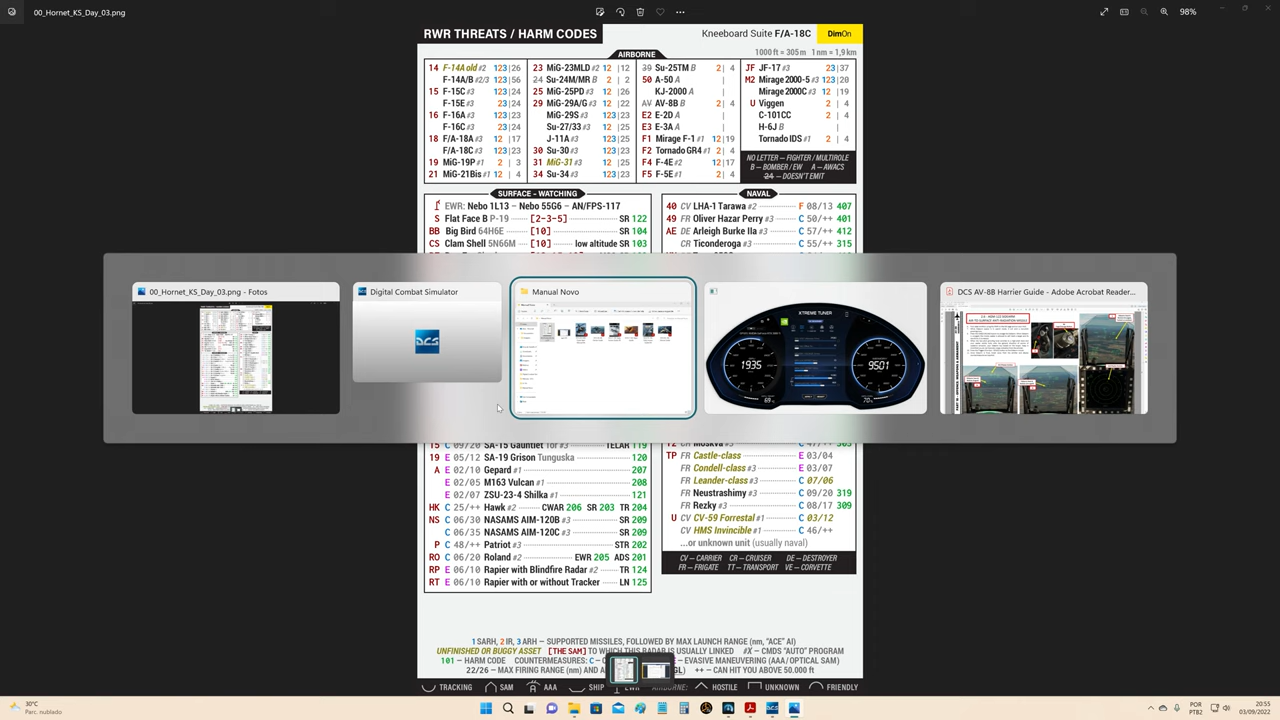 00_Hornet_KS_Day_03.png
98%
RWR THREATS / HARM CODES
Kneeboard Suite F/A-18C
DimOn
AIRBORNE
1000 ft = 305 m 1 nm = 1,9 km
14 F-14A old #2 123|26
F-14A/B #2/3 123|56
15 F-15C #3 123|24
F-15E #3 23|24
16 F-16A #3 123|23
F-16C #3 23|24
18 F/A-18A #3 12 |17
F/A-18C #3 123|23
19 MiG-19P #1 2 | 3
21 MiG-21Bis #1 12 | 4
23 MiG-23MLD #2 12 |12
24 Su-24M/MR B 2 | 2
25 MiG-25PD #3 12 |26
29 MiG-29A/G #3 12 |22
MiG-29S #3 123|23
Su-27/33 #3 12 |26
J-11A #3 123|25
30 Su-30 #3 123|25
31 MiG-31 #3 12 |25
34 Su-34 #3 123|26
39 Su-25TM B 2| 4
50 A-50 A |
KJ-2000 A |
AV AV-8B B 2| 4
E2 E-2D A |
E3 E-3A A |
F1 Mirage F-1 #1 12|19
F2 Tornado GR4 #1 2| 4
F4 F-4E #2 12|17
F5 F-5E #1 2| 4
JF JF-17 #3 23|37
M2 Mirage 2000-5 #3 123|20
Mirage 2000C #3 12 |19
U Viggen 2 | 4
C-101CC 2 | 4
H-6J B |
Tornado IDS #1 2 | 4
NO LETTER — FIGHTER / MULTIROLE
B — BOMBER / EW A — AWACS
24 — DOESN'T EMIT
SURFACE – WATCHING
EWR: Nebo 1L13 – Nebo 55G6 – AN/FPS-117
S Flat Face B P-19 [2-3-5] SR 122
BB Big Bird 64H6E [10] SR 104
CS Clam Shell 5N66M [10] low altitude SR 103
NAVAL
40 CV LHA-1 Tarawa #2 F 08/13 407
49 FR Oliver Hazar Perry #3 C 50/++ 401
AE DE Arleigh Burke IIa #3 C 57/++ 412
CR Ticonderoga #3 C 55/++ 315
00_Hornet_KS_Day_03.png - Fotos
Digital Combat Simulator
Manual Novo
DCS AV-8B Harrier Guide - Adobe Acrobat Reader...
XTREME TUNER
1935
9501
15 C 09/20 SA-15 Gauntlet Tor #3 TELAR 119
19 E 05/12 SA-19 Grison Tunguska 120
A E 02/10 Gepard #1 207
E 02/05 M163 Vulcan #1 208
E 02/07 ZSU-23-4 Shilka #1 121
HK C 25/++ Hawk #2 CWAR 206 SR 203 TR 204
NS C 06/30 NASAMS AIM-120B #3 SR 209
C 06/35 NASAMS AIM-120C #3 SR 209
P C 48/++ Patriot #3 STR 202
RO C 06/20 Roland #2 EWR 205 ADS 201
RP E 06/10 Rapier with Blindfire Radar #2 TR 124
RT E 06/10 Rapier with or without Tracker LN 125
TP FR Castle-class E 03/04
FR Condell-class #3 E 03/07
FR Leander-class #3 C 07/06
FR Neustrashimy #3 C 09/20 319
FR Rezky #3 C 08/17 309
U CV CV-59 Forrestal #1 C 03/12
CV HMS Invincible #1 C 46/++
...or unknown unit (usually naval)
CV — CARRIER CR — CRUISER DE — DESTROYER
FR — FRIGATE TT — TRANSPORT VE — CORVETTE
1 SARH, 2 IR, 3 ARH — SUPPORTED MISSILES, FOLLOWED BY MAX LAUNCH RANGE (nm, "ACE" AI)
UNFINISHED OR BUGGY ASSET [THE SAM] TO WHICH THIS RADAR IS USUALLY LINKED #X — CMDS "AUTO" PROGRAM
101 — HARM CODE COUNTERMEASURES: C — EVASIVE MANEUVERING (AAA/OPTICAL SAM)
22/26 — MAX FIRING RANGE (nm) AND ++ — CAN HIT YOU ABOVE 50.000 ft
TRACKING SAM AAA SHIP EWR AIRBORNE: HOSTILE UNKNOWN FRIENDLY
30°C
Parc. nublado
POR
PTB2
20:55
03/09/2022